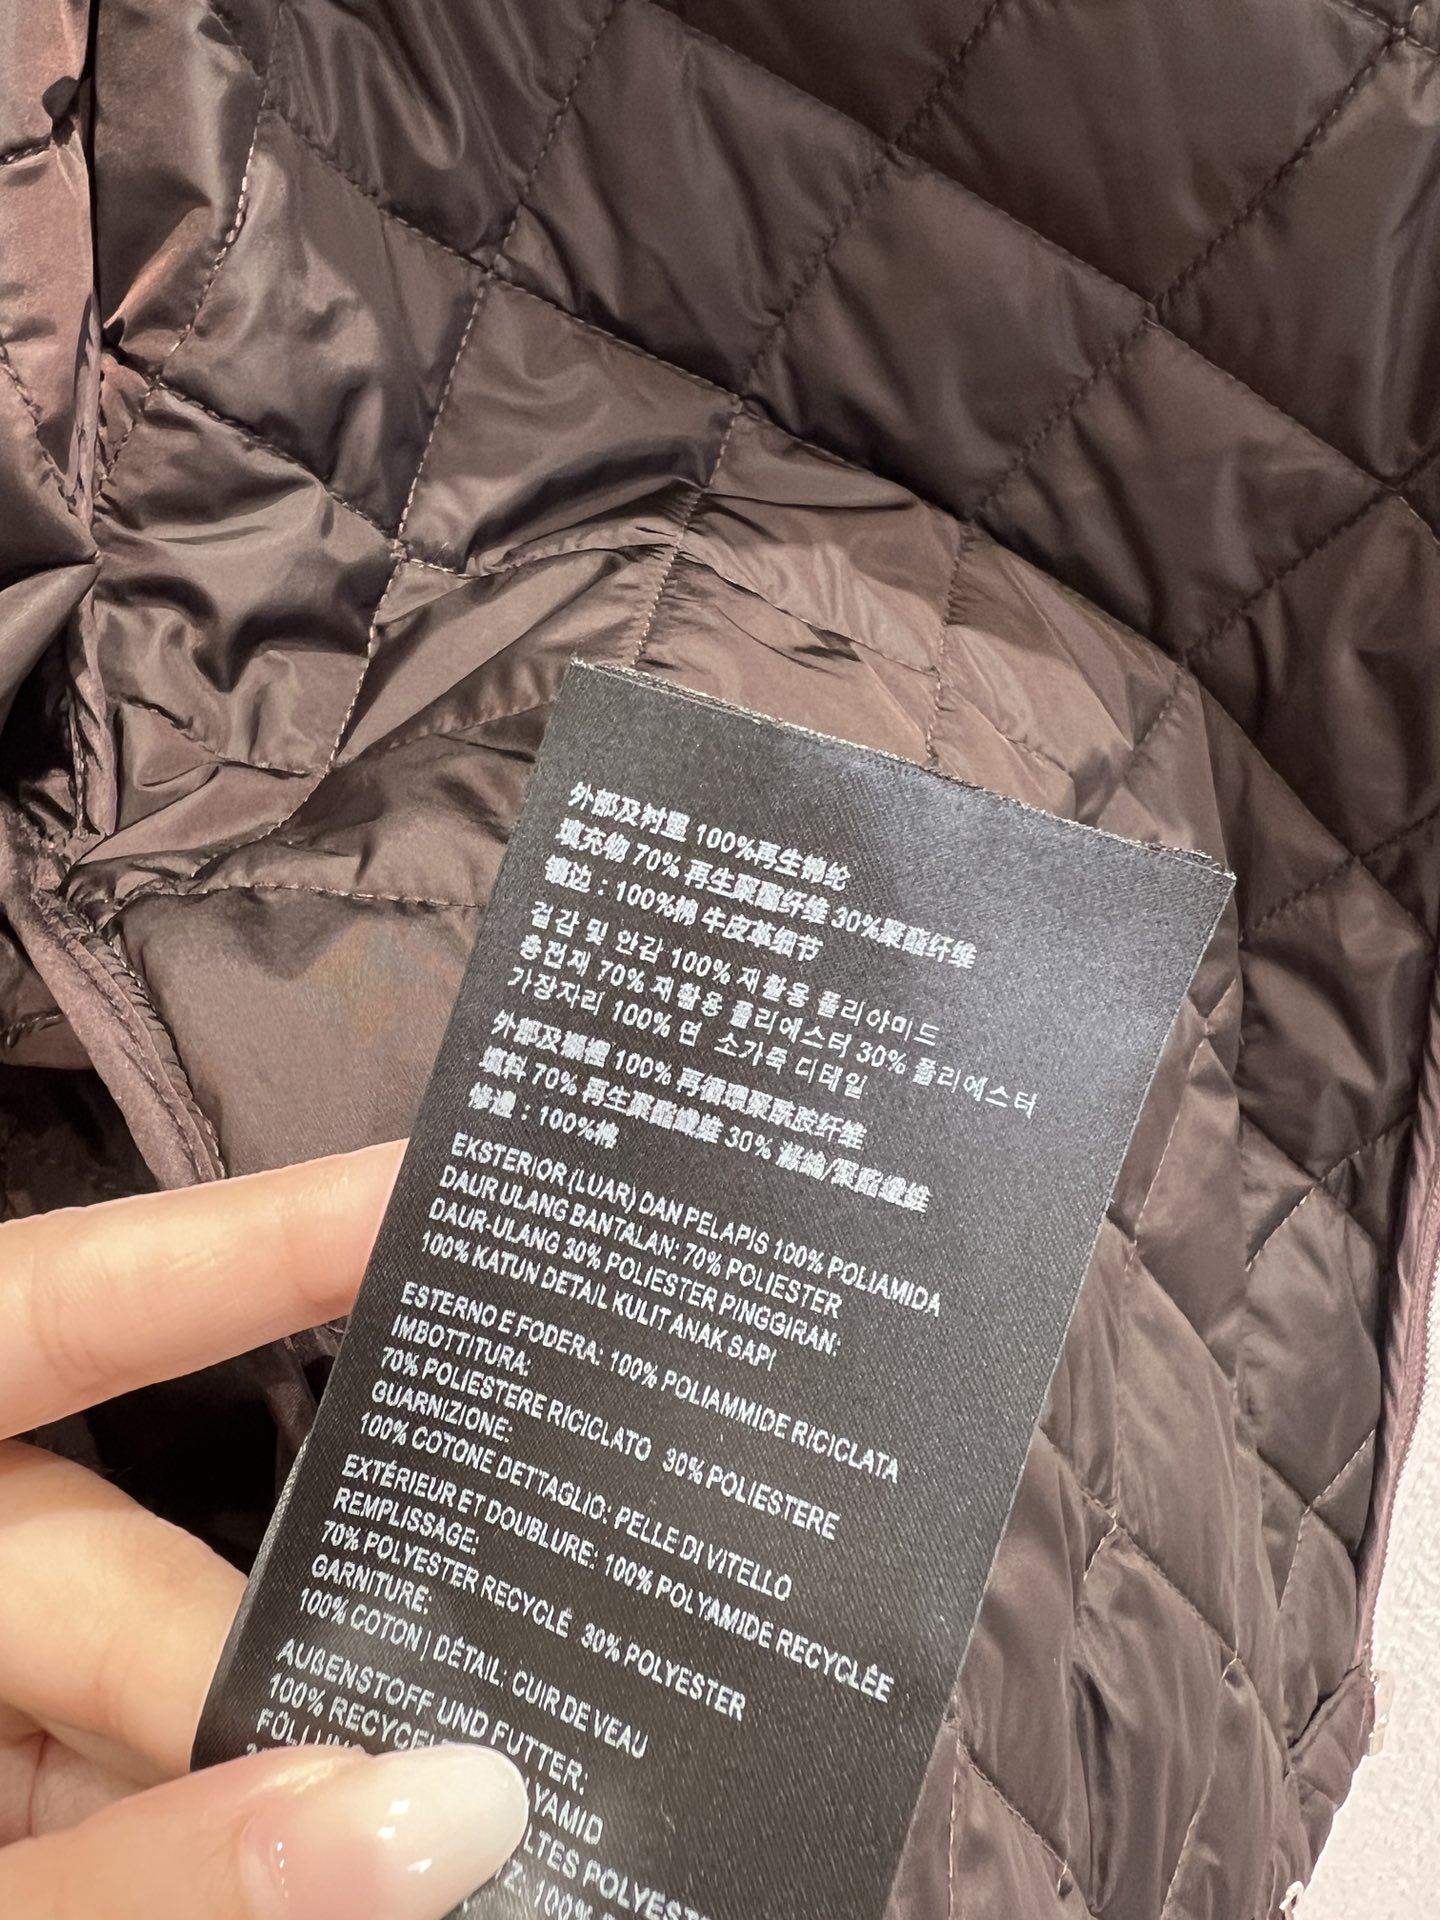 外部及衬里 100%再生锦纶
填充物 70% 再生聚酯纤维 30%聚酯纤维
镶边：100%棉 牛皮革细节
겉감 및 안감 100% 재활용 폴리아미드
충전재 70% 재활용 폴리에스터 30% 폴리에스터
가장자리 100% 면 소가죽 디테일
外部及襯裡 100% 再循環聚酰胺纤维
填料 70% 再生聚酯纖維 30% 滌綸/聚酯纖維
修邊：100%棉
EKSTERIOR (LUAR) DAN PELAPIS 100% POLIAMIDA
DAUR ULANG BANTALAN: 70% POLIESTER
DAUR-ULANG 30% POLIESTER PINGGIRAN:
100% KATUN DETAIL KULIT ANAK SAPI
ESTERNO E FODERA: 100% POLIAMMIDE RICICLATA
IMBOTTITURA:
70% POLIESTERE RICICLATO 30% POLIESTERE
GUARNIZIONE:
100% COTONE DETTAGLIO: PELLE DI VITELLO
EXTÉRIEUR ET DOUBLURE: 100% POLYAMIDE RECYCLÉE
REMPLISSAGE:
70% POLYESTER RECYCLÉ 30% POLYESTER
GARNITURE:
100% COTON | DÉTAIL: CUIR DE VEAU
AUßENSTOFF UND FUTTER:
100%